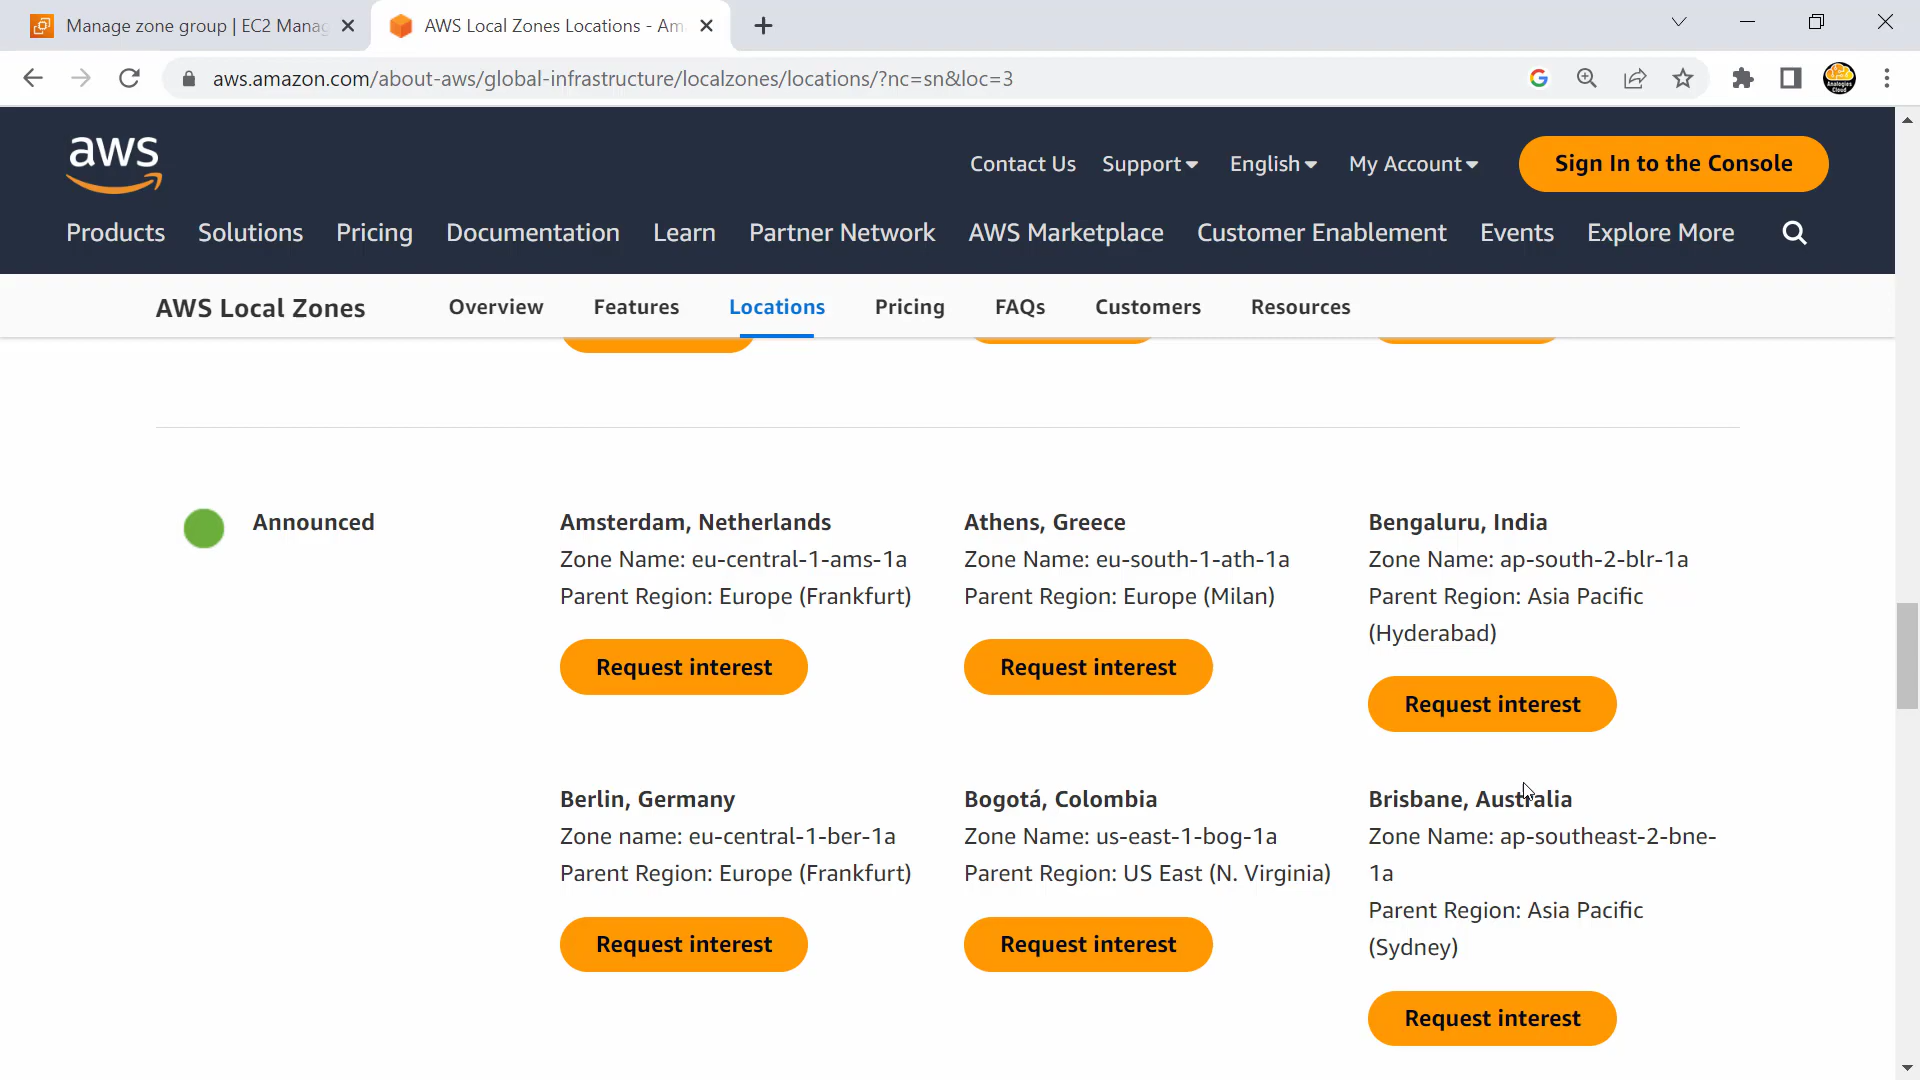 Manage zone group | EC2 Manag
AWS Local Zones Locations - Am
aws.amazon.com/about-aws/global-infrastructure/localzones/locations/?nc=sn&loc=3
aws
Contact Us Support English My Account Sign In to the Console
Products Solutions Pricing Documentation Learn Partner Network AWS Marketplace Customer Enablement Events Explore More
AWS Local Zones Overview Features Locations Pricing FAQs Customers Resources
Announced
Amsterdam, Netherlands
Zone Name: eu-central-1-ams-1a
Parent Region: Europe (Frankfurt)
Request interest
Athens, Greece
Zone Name: eu-south-1-ath-1a
Parent Region: Europe (Milan)
Request interest
Bengaluru, India
Zone Name: ap-south-2-blr-1a
Parent Region: Asia Pacific
(Hyderabad)
Request interest
Berlin, Germany
Zone name: eu-central-1-ber-1a
Parent Region: Europe (Frankfurt)
Request interest
Bogotá, Colombia
Zone Name: us-east-1-bog-1a
Parent Region: US East (N. Virginia)
Request interest
Brisbane, Australia
Zone Name: ap-southeast-2-bne-
1a
Parent Region: Asia Pacific
(Sydney)
Request interest